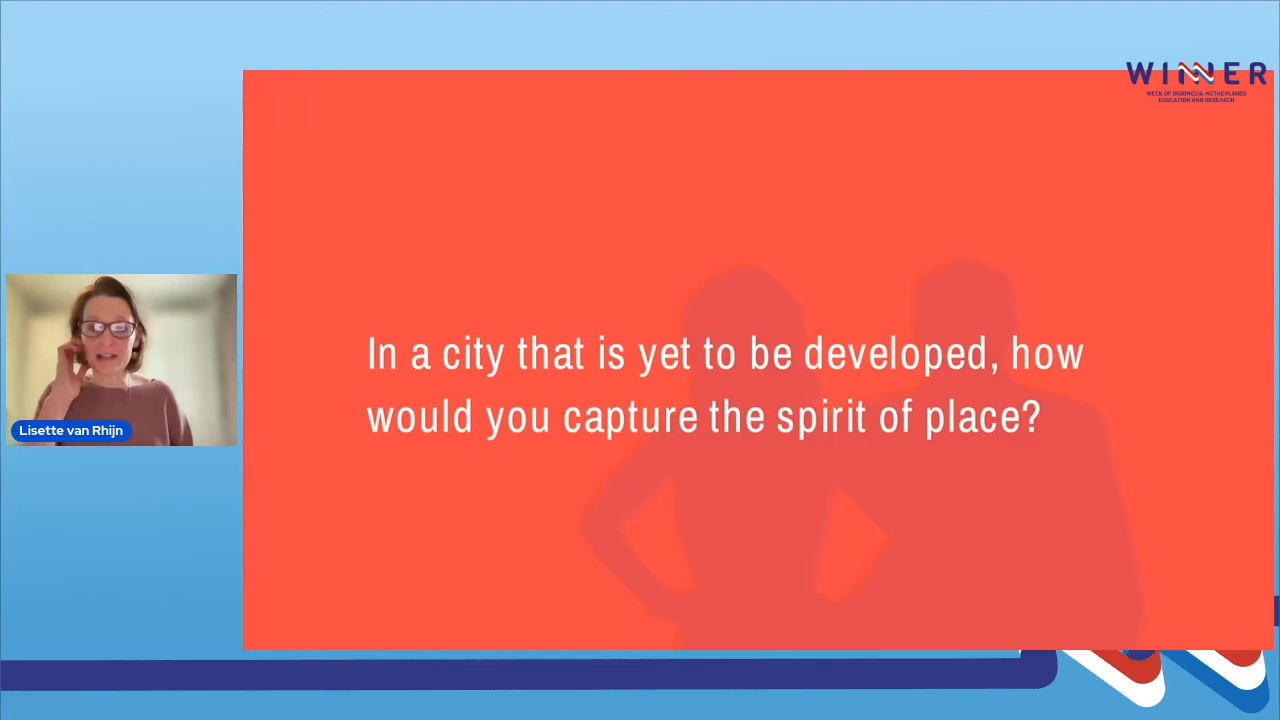 WINNER
WEEK OF INDONESIA-NETHERLANDS
EDUCATION AND RESEARCH
In a city that is yet to be developed, how
would you capture the spirit of place?
Lisette van Rhijn